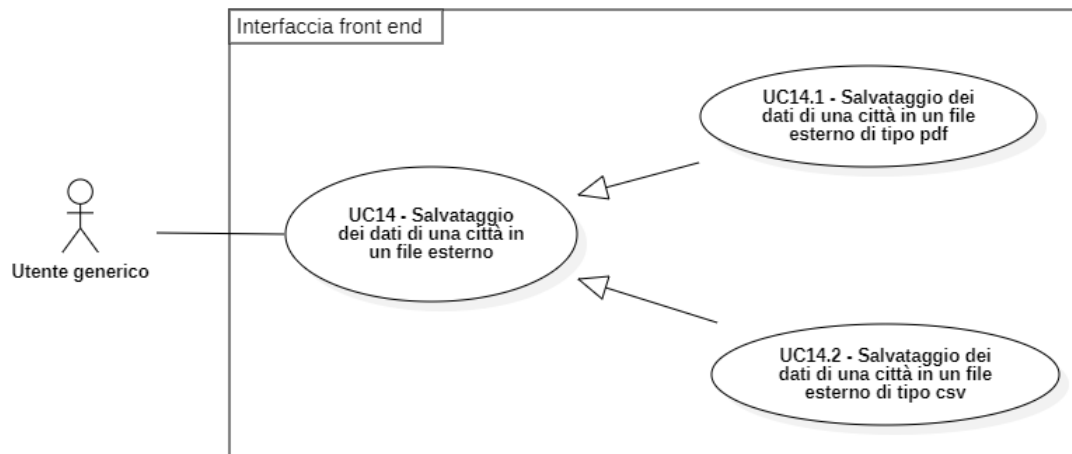 Interfaccia front end
UC14.1 - Salvataggio dei
dati di una città in un file
esterno di tipo pdf
UC14 - Salvataggio
dei dati di una città in
un file esterno
Utente generico
UC14.2 - Salvataggio dei
dati di una città in un file
esterno di tipo csv